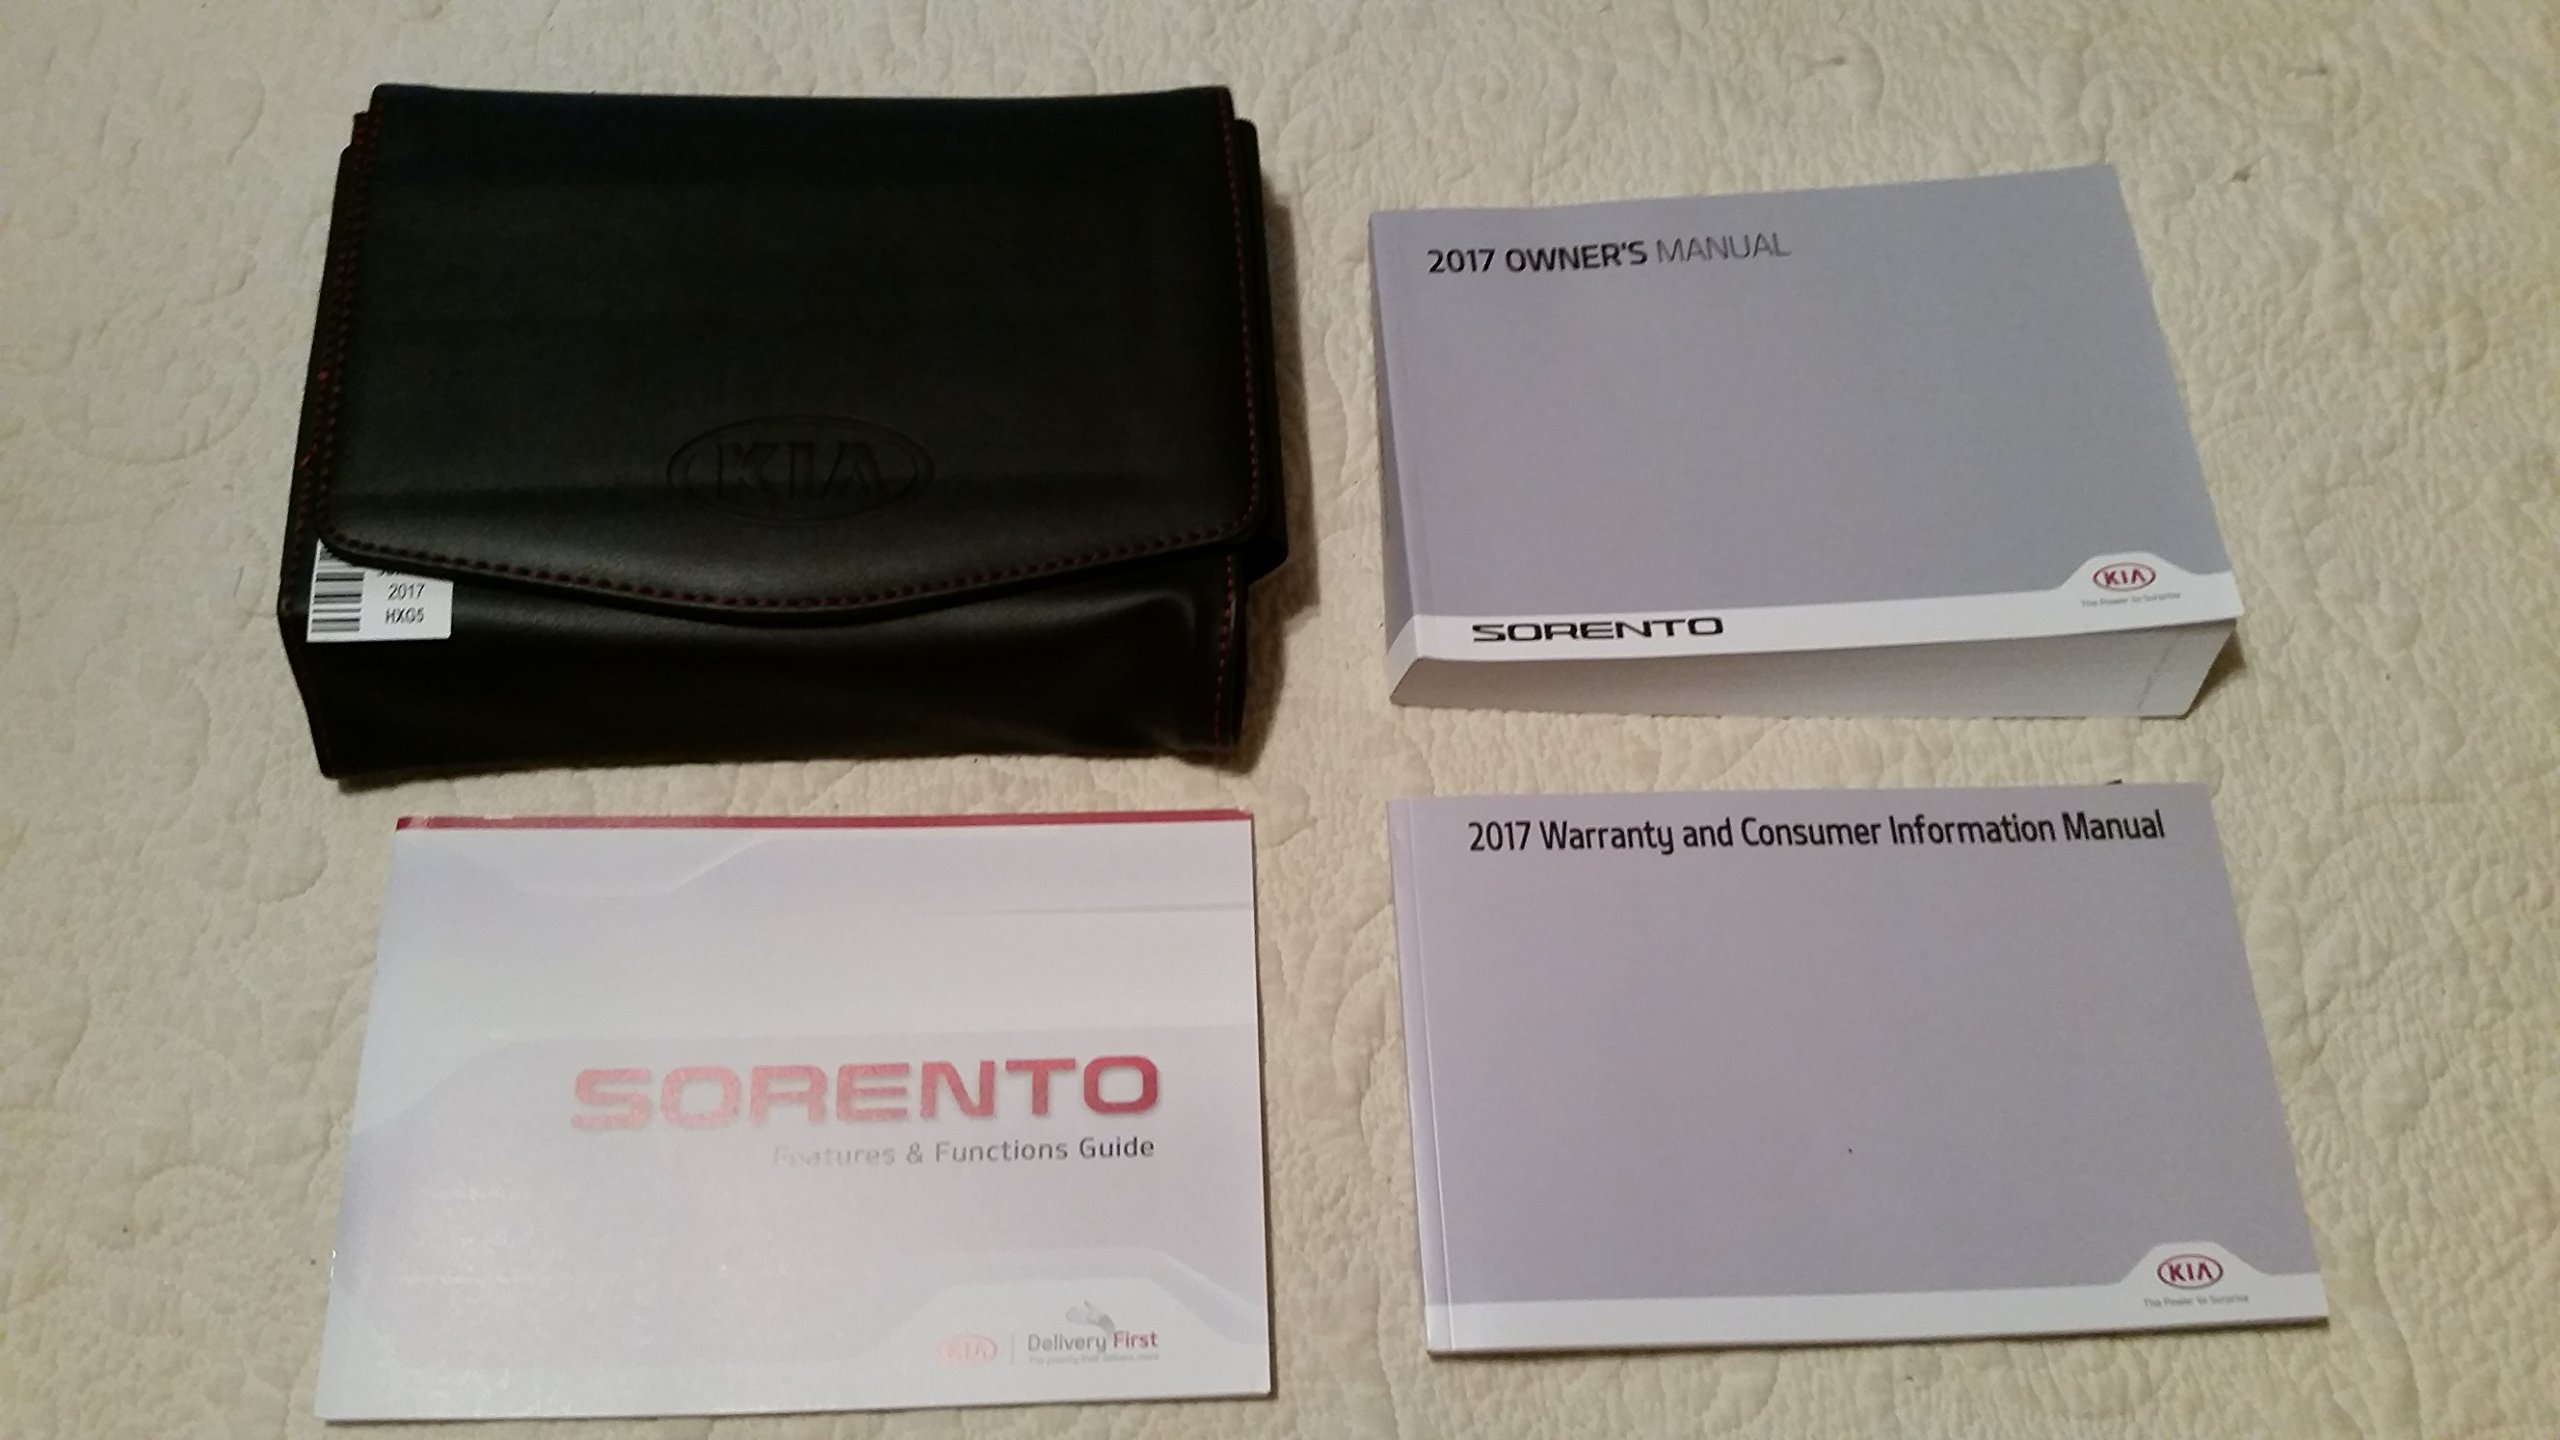 KIA
2017
HXG5
2017 OWNER'S MANUAL
SORENTO
KIA
The Power to Surprise
SORENTO
Features & Functions Guide
KIA
Delivery First
2017 Warranty and Consumer Information Manual
KIA
The Power to Surprise